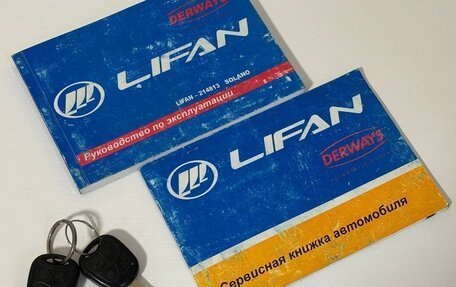 DERWAYS
LIFAN
LIFAN - 214813 SOLANO
Руководство по эксплуатации
LIFAN
DERWAYS
Сервисная книжка автомобиля